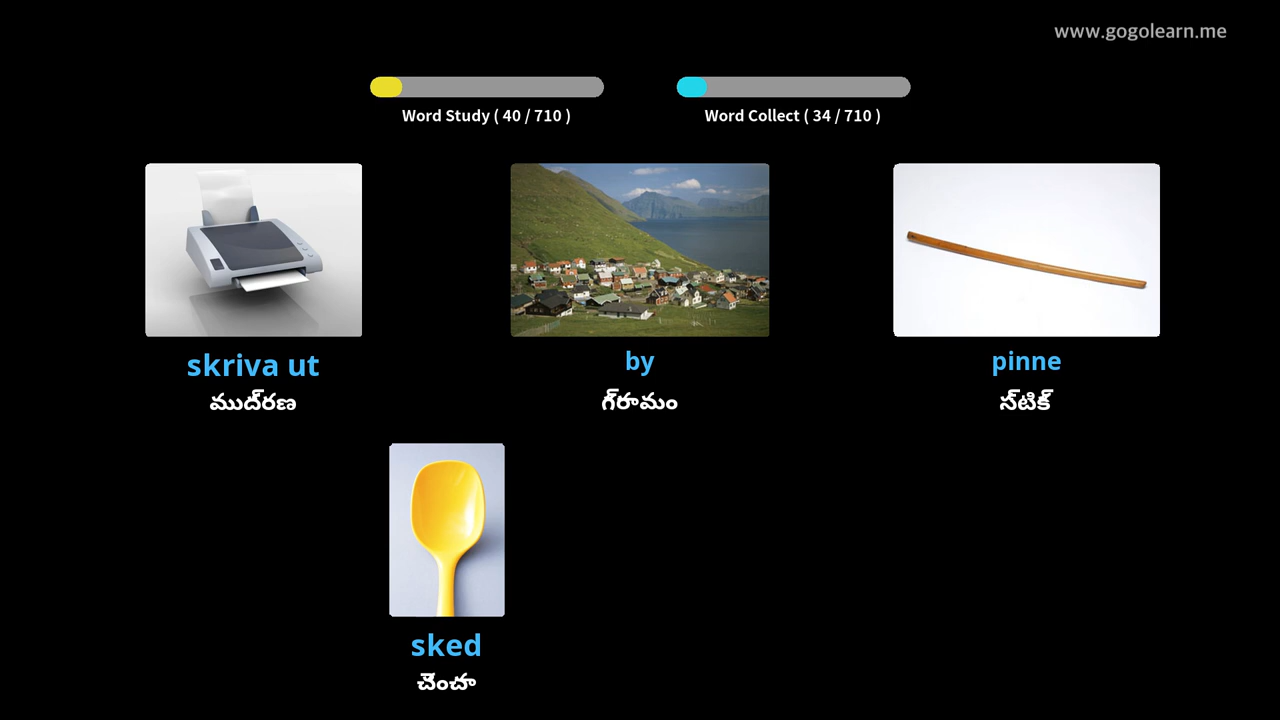 www.gogolearn.me
Word Study ( 40 / 710 )
Word Collect ( 34 / 710 )
skriva ut
ముద్‌రణ
by
గ్‌రామం
pinne
స్‌టిక్
sked
చెంచా